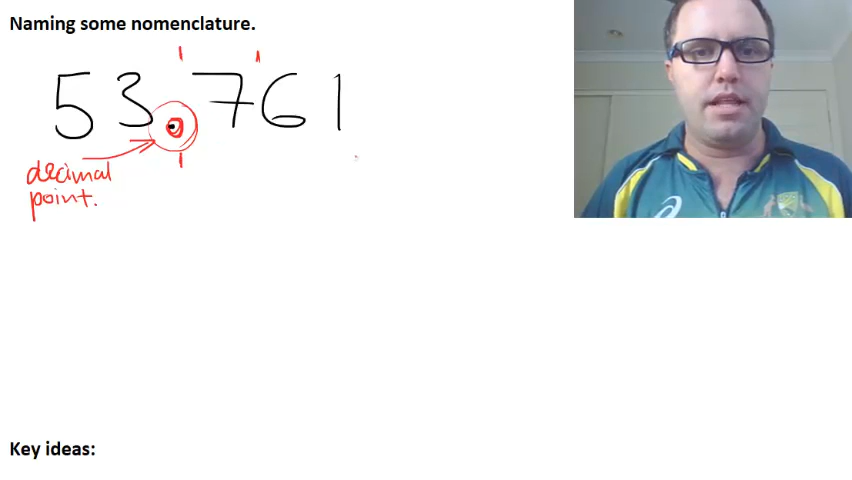 Naming some nomenclature.
53.761
decimal
point.
Key ideas: